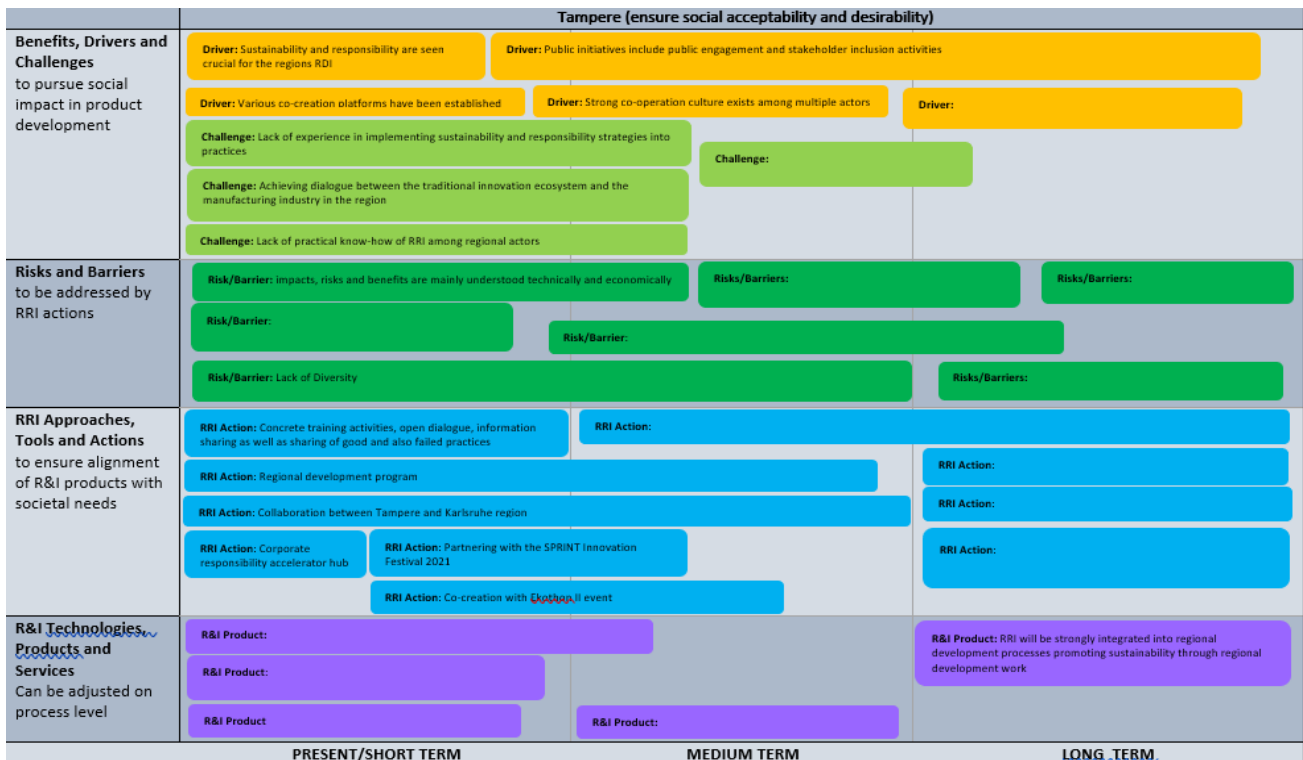 Tampere (ensure social acceptability and desirability)
Benefits, Drivers and
Challenges
to pursue social
impact in product
development
Driver: Sustainability and responsibility are seen
crucial for the regions RDI
Driver: Public initiatives include public engagement and stakeholder inclusion activities
Driver: Various co-creation platforms have been established
Driver: Strong co-operation culture exists among multiple actors
Driver:
Challenge: Lack of experience in implementing sustainability and responsibility strategies into
practices
Challenge:
Challenge: Achieving dialogue between the traditional innovation ecosystem and the
manufacturing industry in the region
Challenge: Lack of practical know-how of RRI among regional actors
Risks and Barriers
to be addressed by
RRI actions
Risk/Barrier: impacts, risks and benefits are mainly understood technically and economically
Risks/Barriers:
Risks/Barriers:
Risk/Barrier:
Risk/Barrier:
Risk/Barrier: Lack of Diversity
Risks/Barriers:
RRI Approaches,
Tools and Actions
to ensure alignment
of R&I products with
societal needs
RRI Action: Concrete training activities, open dialogue, information
sharing as well as sharing of good and also failed practices
RRI Action:
RRI Action: Regional development program
RRI Action:
RRI Action: Collaboration between Tampere and Karlsruhe region
RRI Action:
RRI Action: Corporate
responsibility accelerator hub
RRI Action: Partnering with the SPRINT Innovation
Festival 2021
RRI Action:
RRI Action: Co-creation with Ekothon II event
R&I Technologies,
Products and
Services
Can be adjusted on
process level
R&I Product:
R&I Product: RRI will be strongly integrated into regional
development processes promoting sustainability through regional
development work
R&I Product:
R&I Product
R&I Product:
PRESENT/SHORT TERM
MEDIUM TERM
LONG TERM